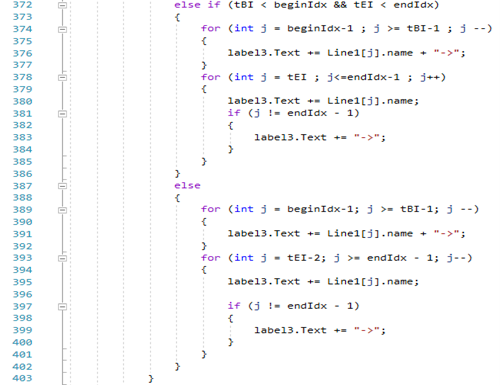 372 else if (tBI < beginIdx && tEI < endIdx)
373 {
374 for (int j = beginIdx-1 ; j >= tBI-1 ; j --)
375 {
376 label3.Text += Line1[j].name + "->";
377 }
378 for (int j = tEI ; j<=endIdx-1 ; j++)
379 {
380 label3.Text += Line1[j].name;
381 if (j != endIdx - 1)
382 {
383 label3.Text += "->";
384 }
385 }
386 }
387 else
388 {
389 for (int j = beginIdx-1; j >= tBI-1; j --)
390 {
391 label3.Text += Line1[j].name + "->";
392 }
393 for (int j = tEI-2; j >= endIdx - 1; j--)
394 {
395 label3.Text += Line1[j].name;
396
397 if (j != endIdx - 1)
398 {
399 label3.Text += "->";
400 }
401 }
402 }
403 }